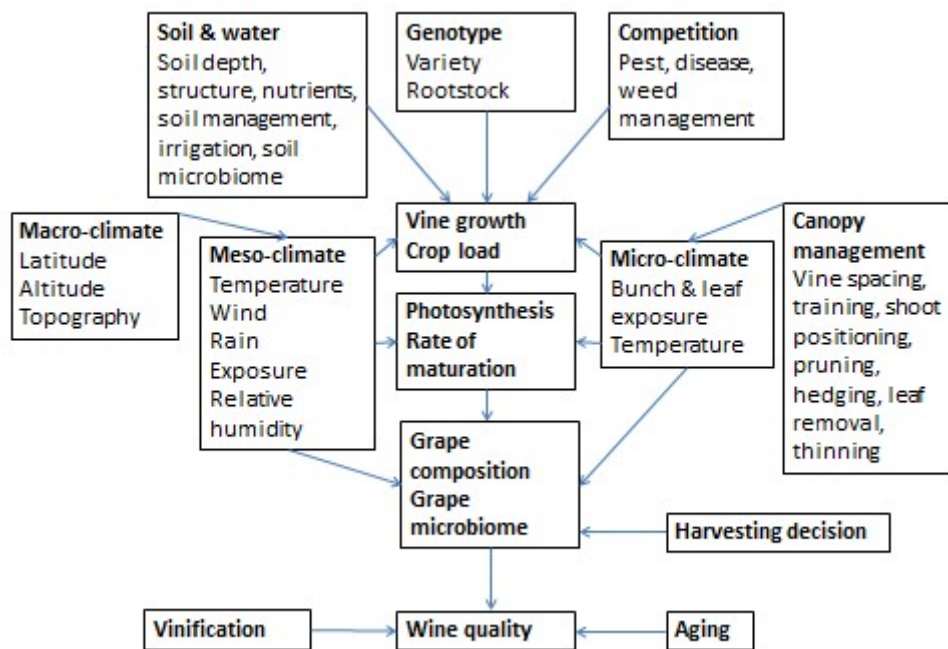 Soil & water
Soil depth,
structure, nutrients,
soil management,
irrigation, soil
microbiome
Genotype
Variety
Rootstock
Competition
Pest, disease,
weed
management
Macro-climate
Latitude
Altitude
Topography
Meso-climate
Temperature
Wind
Rain
Exposure
Relative
humidity
Vine growth
Crop load
Photosynthesis
Rate of
maturation
Micro-climate
Bunch & leaf
exposure
Temperature
Canopy
management
Vine spacing,
training, shoot
positioning,
pruning,
hedging, leaf
removal,
thinning
Grape
composition
Grape
microbiome
Harvesting decision
Vinification
Wine quality
Aging